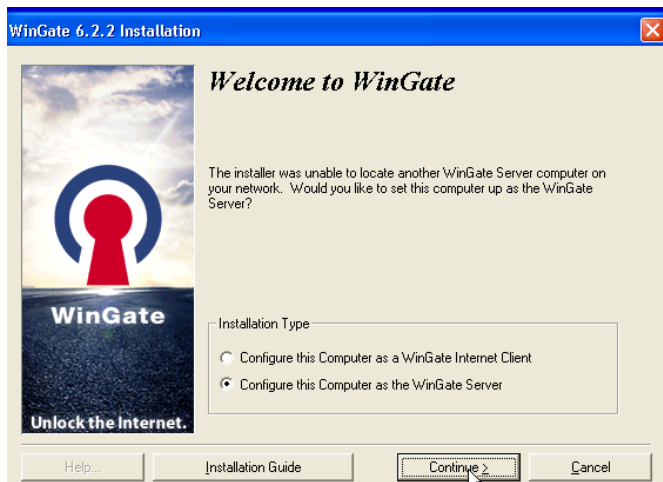 WinGate 6.2.2 Installation
Welcome to WinGate
The installer was unable to locate another WinGate Server computer on
your network. Would you like to set this computer up as the WinGate
Server?
WinGate
Unlock the Internet.
Installation Type
Configure this Computer as a WinGate Internet Client
Configure this Computer as the WinGate Server
Help...
Installation Guide
Continue >
Cancel